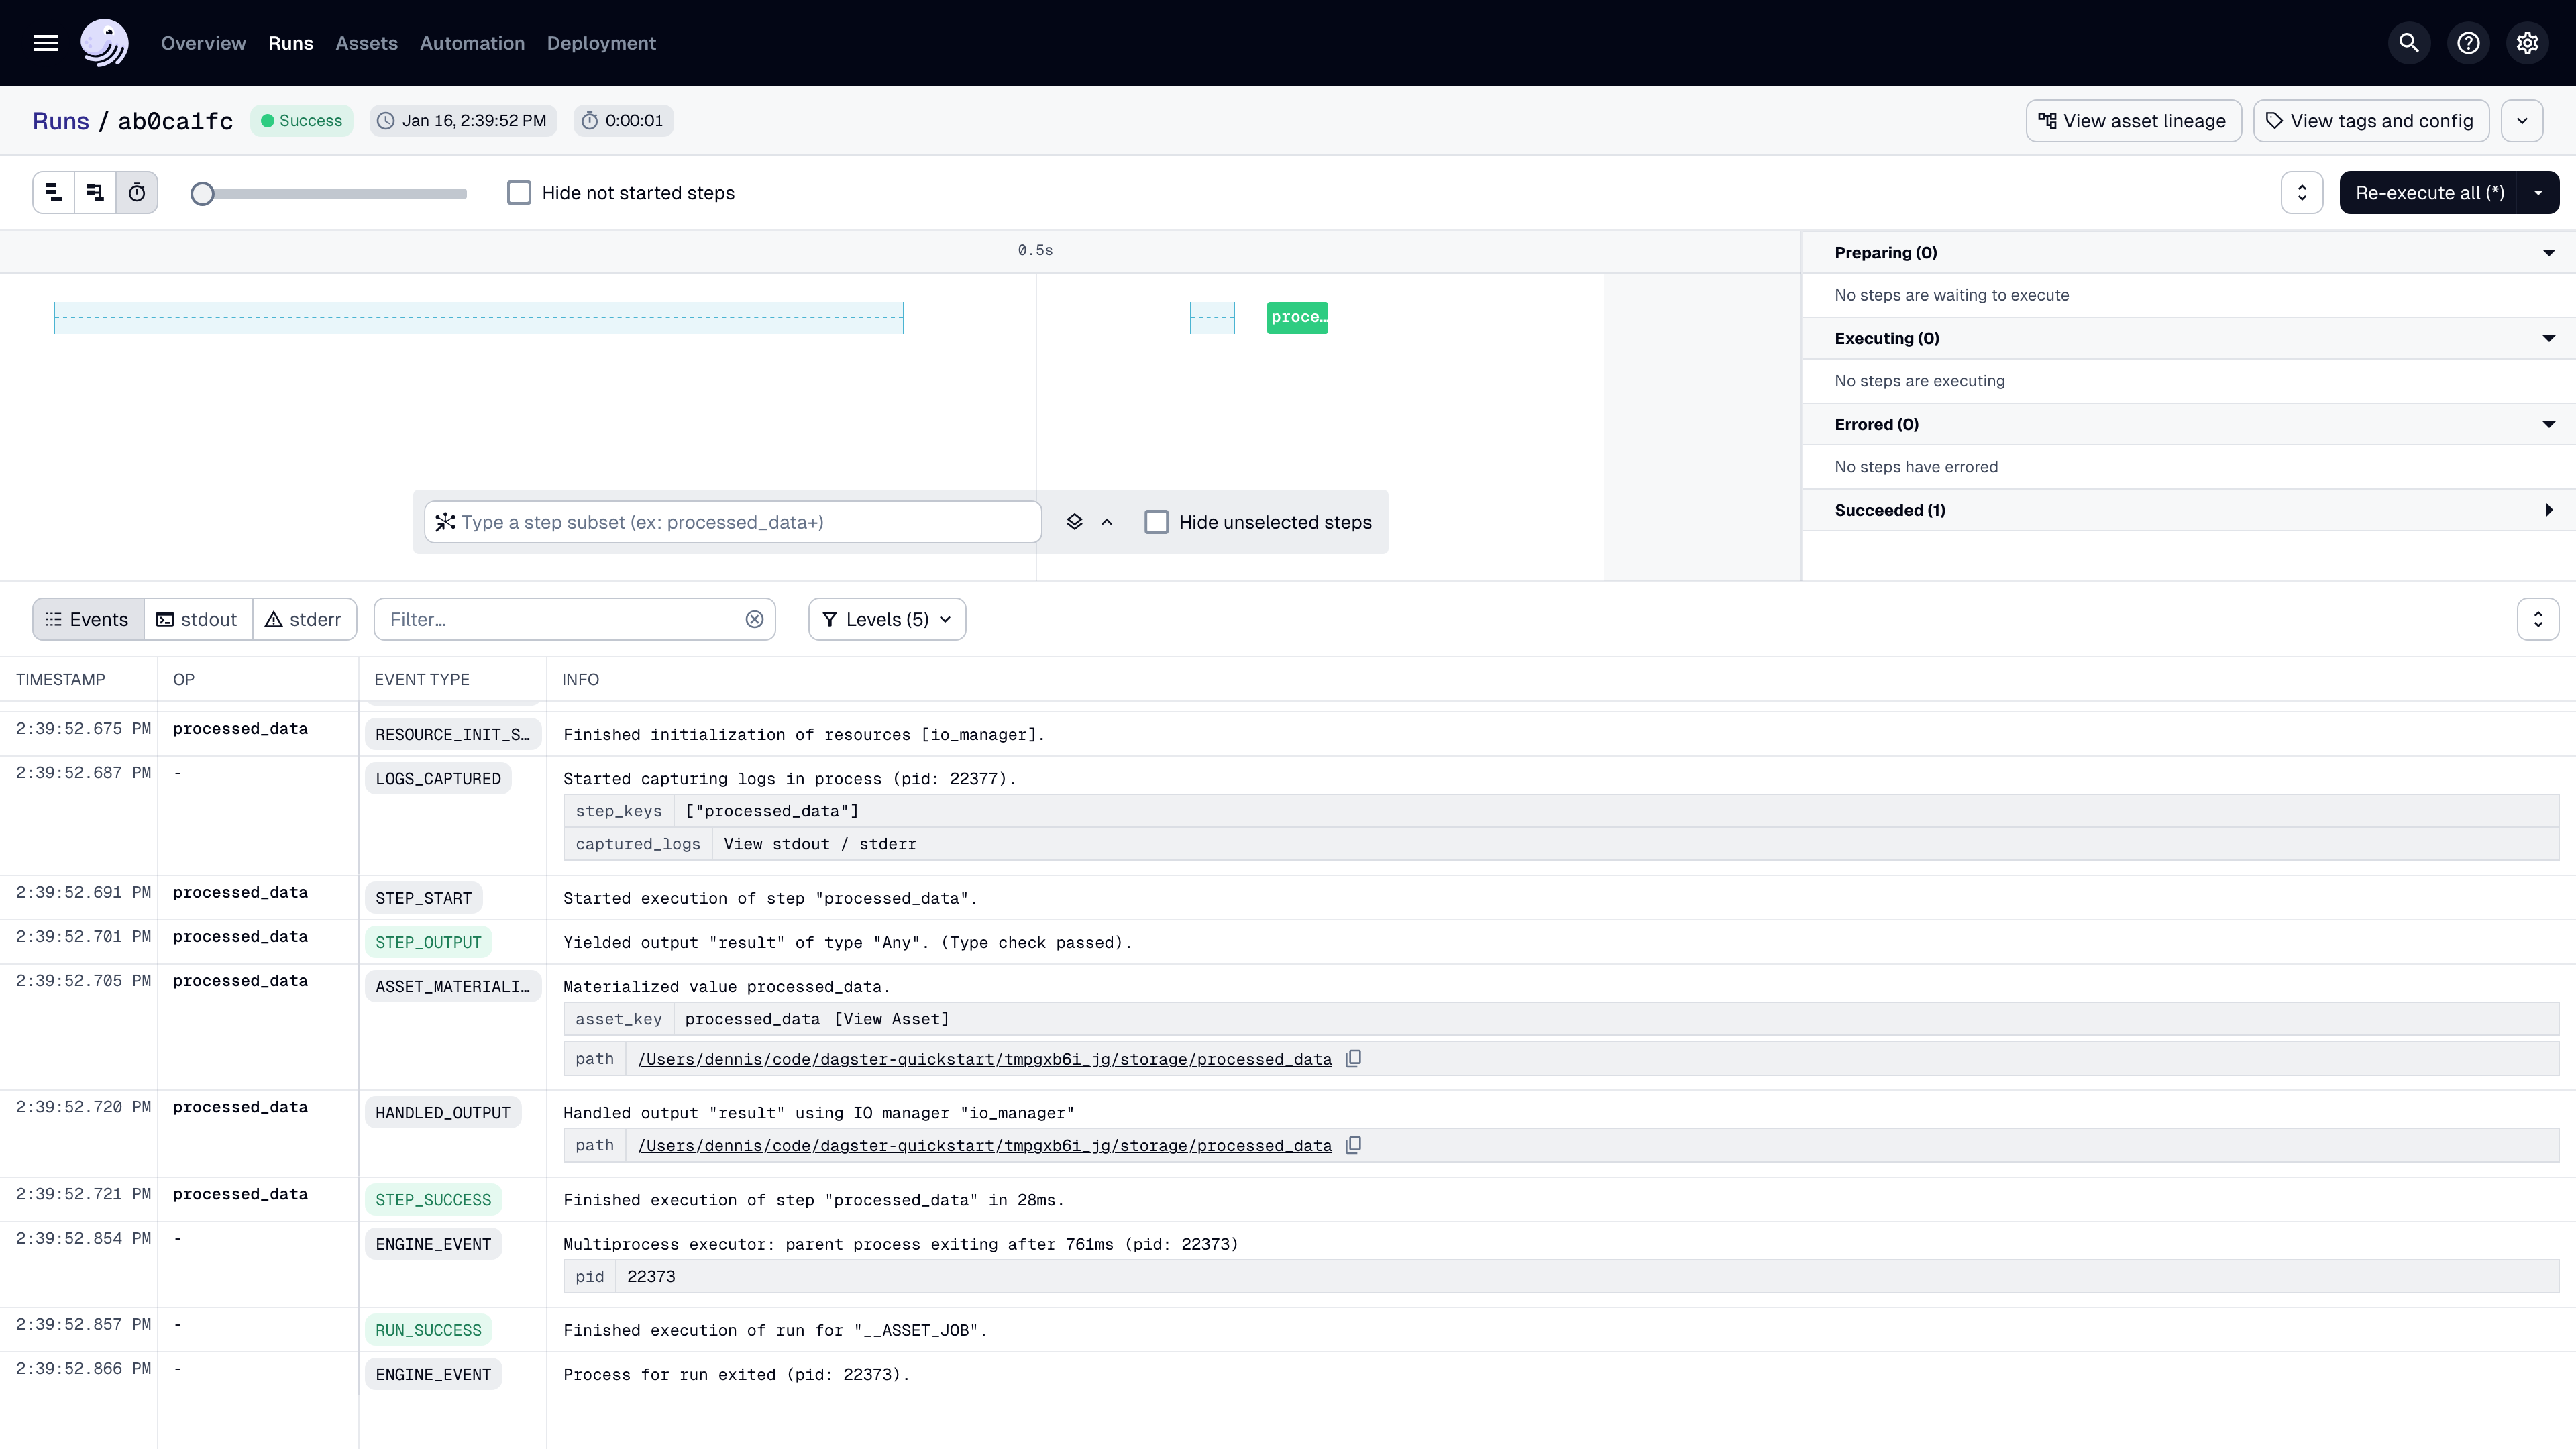 Overview Runs Assets Automation Deployment
Runs / ab0ca1fc Success Jan 16, 2:39:52 PM 0:00:01 View asset lineage View tags and config
Hide not started steps Re-execute all (*)
0.5s
proce…
Type a step subset (ex: processed_data+) Hide unselected steps
Preparing (0)
No steps are waiting to execute
Executing (0)
No steps are executing
Errored (0)
No steps have errored
Succeeded (1)
Events stdout stderr Filter… Levels (5)
TIMESTAMP OP EVENT TYPE INFO
2:39:52.675 PM processed_data RESOURCE_INIT_S… Finished initialization of resources [io_manager].
2:39:52.687 PM - LOGS_CAPTURED Started capturing logs in process (pid: 22377).
step_keys ["processed_data"]
captured_logs View stdout / stderr
2:39:52.691 PM processed_data STEP_START Started execution of step "processed_data".
2:39:52.701 PM processed_data STEP_OUTPUT Yielded output "result" of type "Any". (Type check passed).
2:39:52.705 PM processed_data ASSET_MATERIALI… Materialized value processed_data.
asset_key processed_data [View Asset]
path /Users/dennis/code/dagster-quickstart/tmpgxb6i_jg/storage/processed_data
2:39:52.720 PM processed_data HANDLED_OUTPUT Handled output "result" using IO manager "io_manager"
path /Users/dennis/code/dagster-quickstart/tmpgxb6i_jg/storage/processed_data
2:39:52.721 PM processed_data STEP_SUCCESS Finished execution of step "processed_data" in 28ms.
2:39:52.854 PM - ENGINE_EVENT Multiprocess executor: parent process exiting after 761ms (pid: 22373)
pid 22373
2:39:52.857 PM - RUN_SUCCESS Finished execution of run for "__ASSET_JOB".
2:39:52.866 PM - ENGINE_EVENT Process for run exited (pid: 22373).